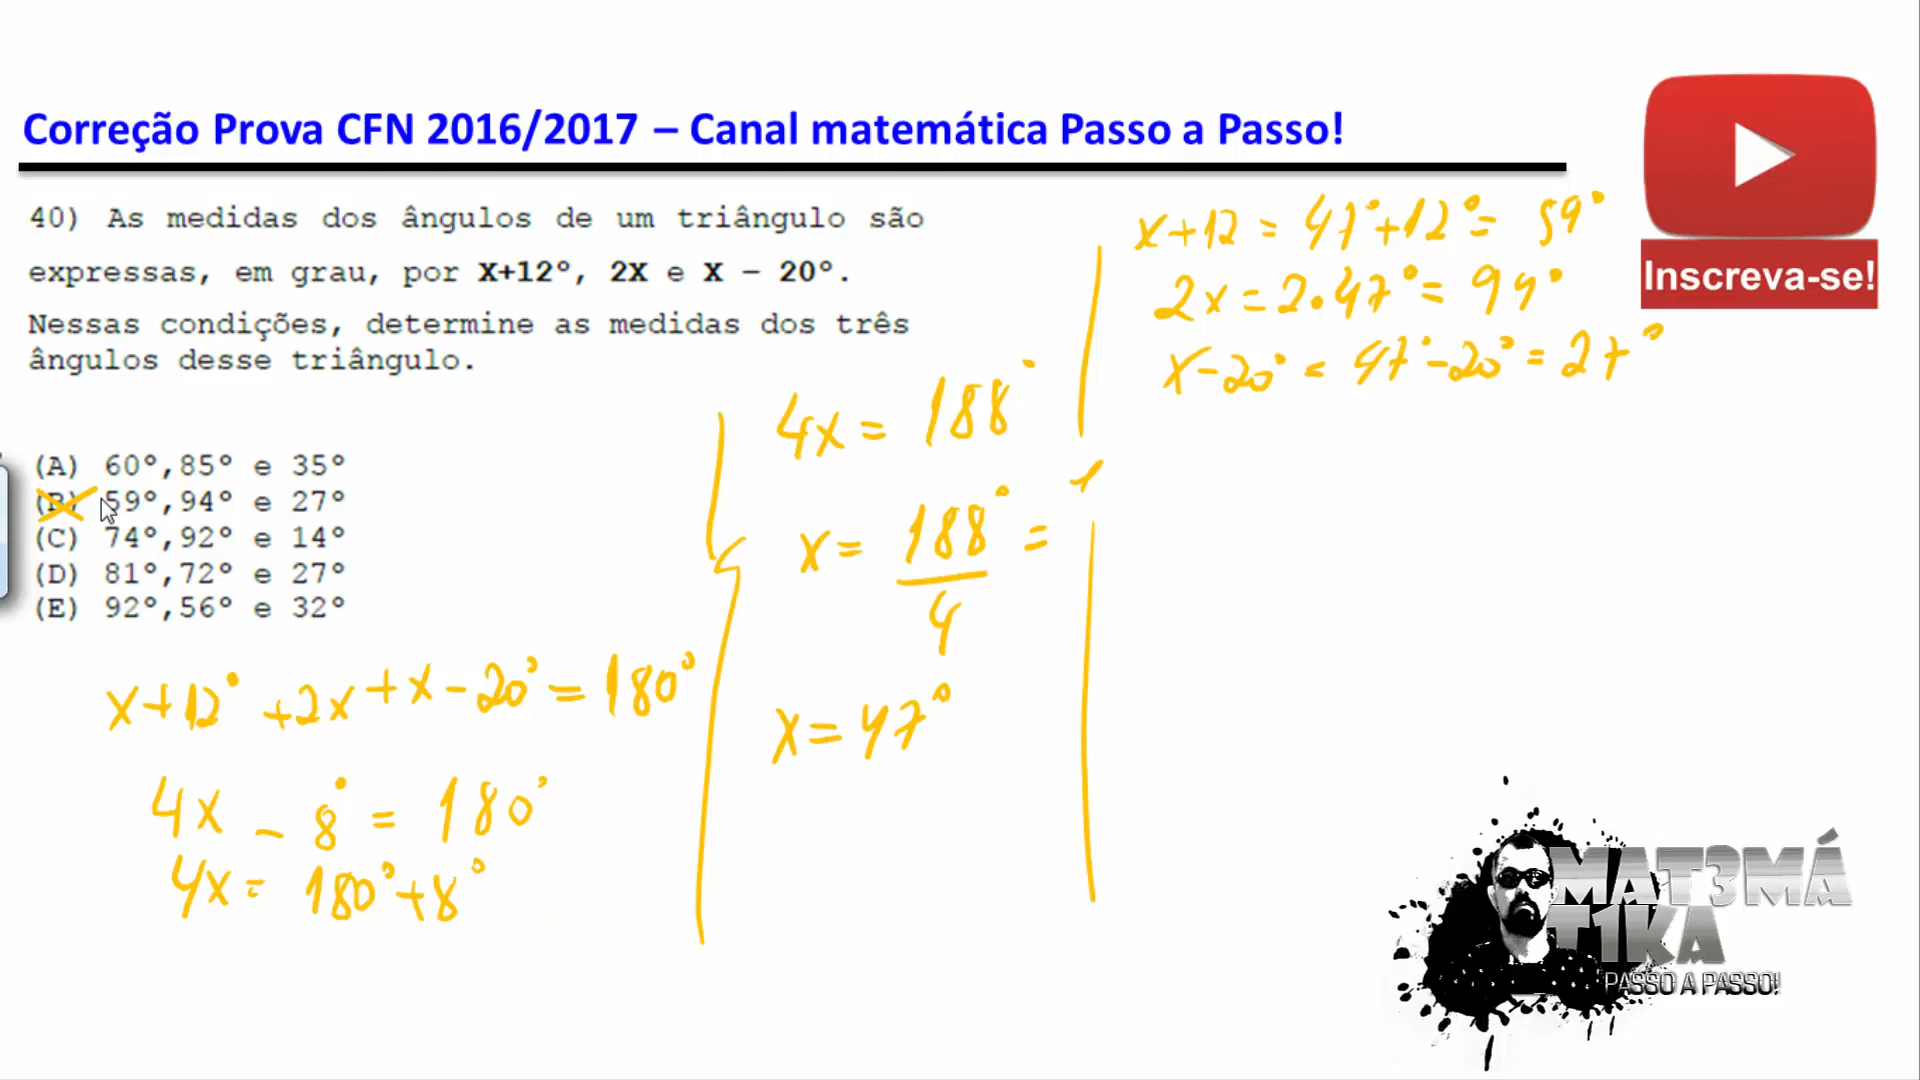 Correção Prova CFN 2016/2017 – Canal matemática Passo a Passo!
40) As medidas dos ângulos de um triângulo são
expressas, em grau, por X+12°, 2X e X – 20°.
Nessas condições, determine as medidas dos três
ângulos desse triângulo.
(A) 60°,85° e 35°
(B) 59°,94° e 27°
(C) 74°,92° e 14°
(D) 81°,72° e 27°
(E) 92°,56° e 32°
x+12° +2x +x-20° = 180°
4x - 8° = 180°
4x = 180°+8°
4x = 188°
x = 188°/4 =
x = 47°
x+12 = 47°+12° = 59°
2x = 2·47° = 94°
x-20° = 47°-20° = 27°
Inscreva-se!
MAT3MÁ
T1KA
PASSO A PASSO!